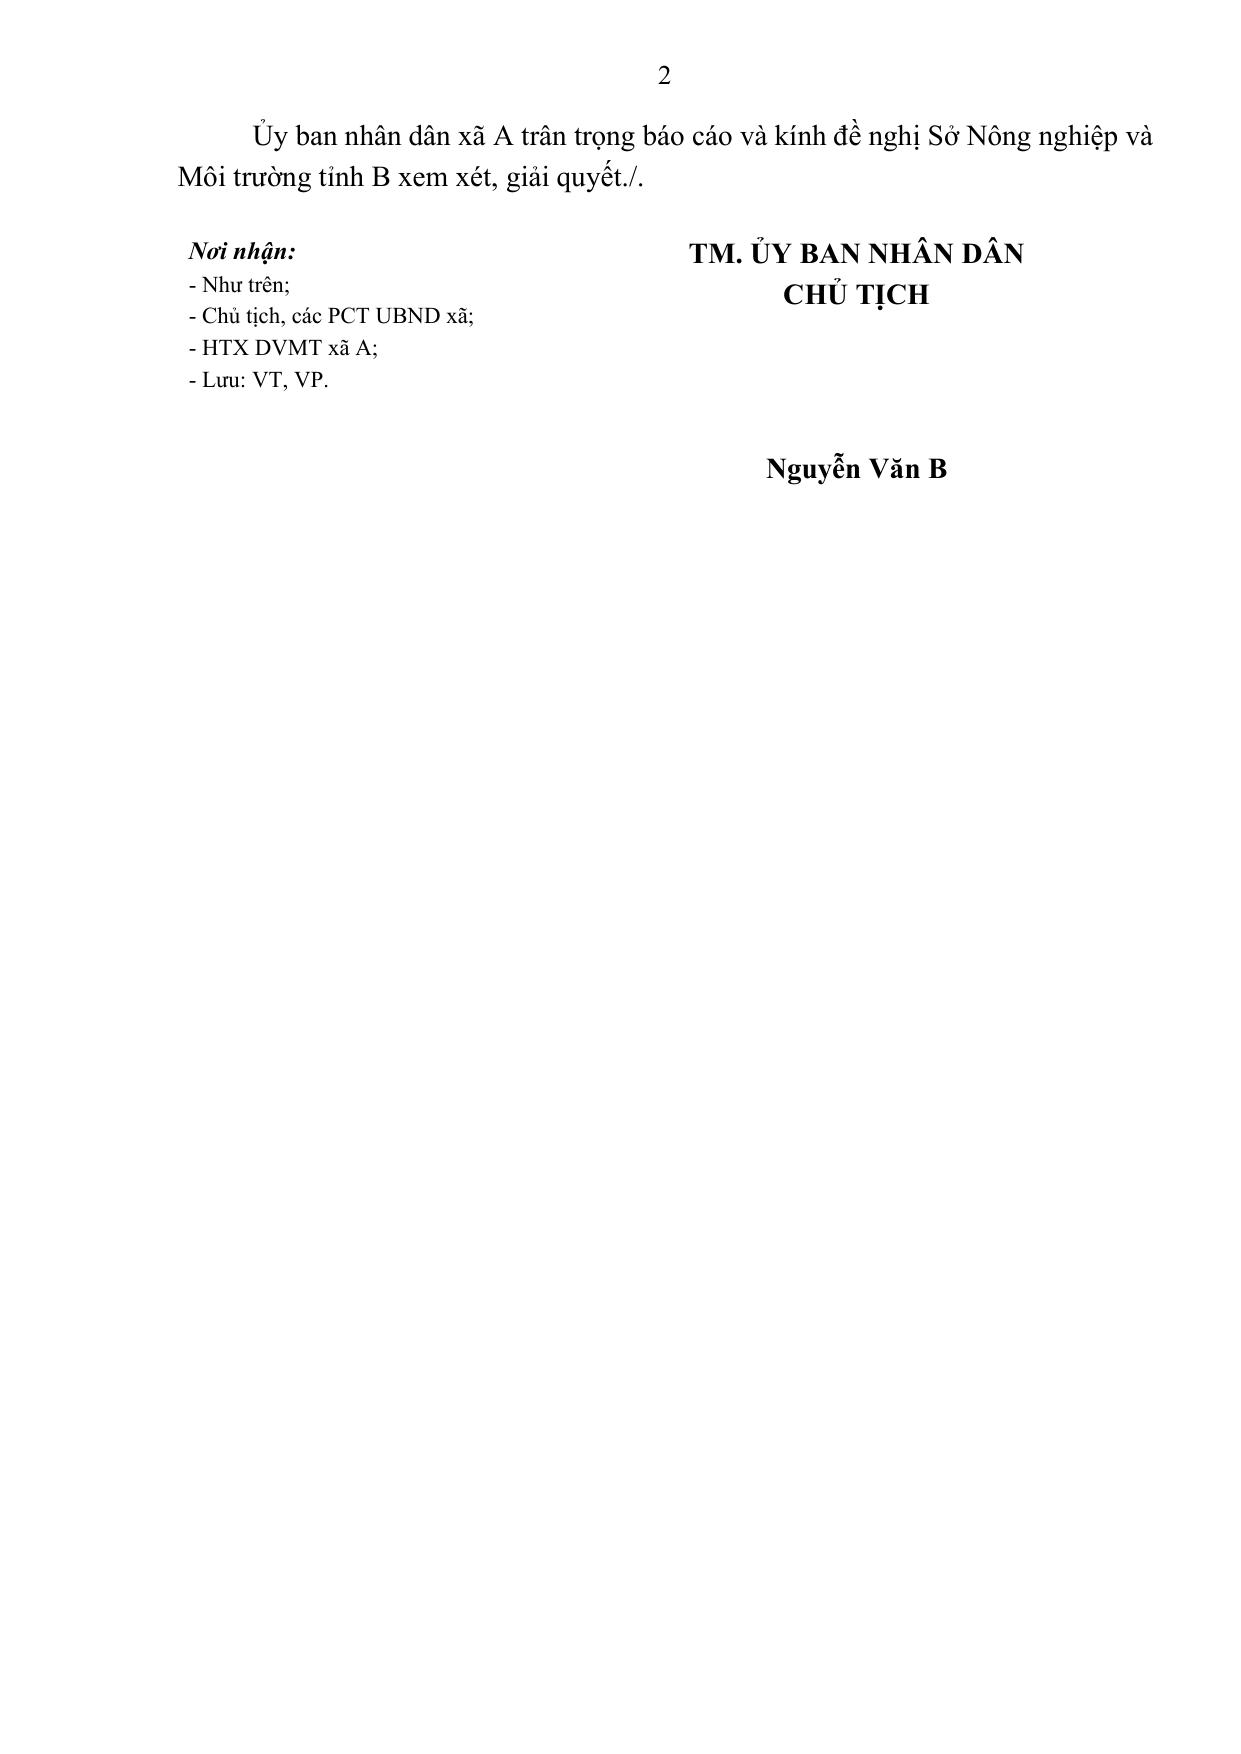 2
Ủy ban nhân dân xã A trân trọng báo cáo và kính đề nghị Sở Nông nghiệp và
Môi trường tỉnh B xem xét, giải quyết./.
Nơi nhận:
- Như trên;
- Chủ tịch, các PCT UBND xã;
- HTX DVMT xã A;
- Lưu: VT, VP.
TM. ỦY BAN NHÂN DÂN
CHỦ TỊCH
Nguyễn Văn B